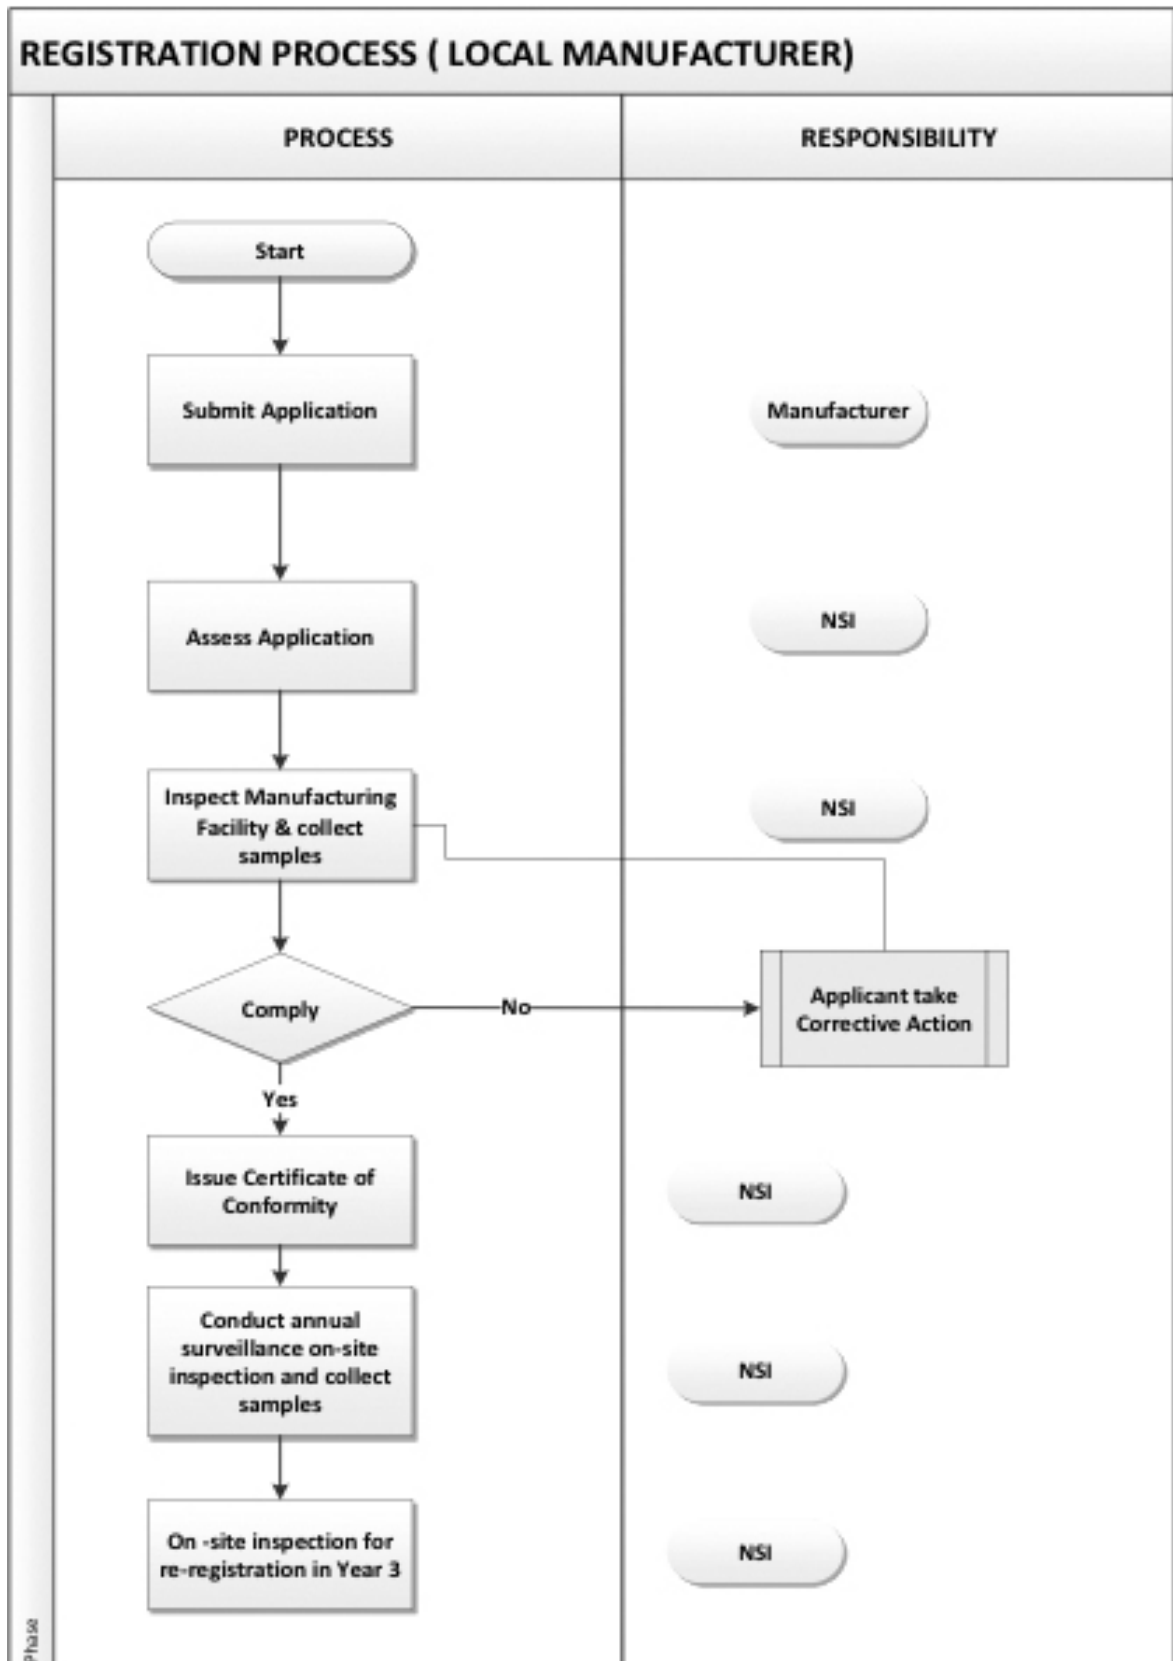 REGISTRATION PROCESS ( LOCAL MANUFACTURER)
PROCESS
RESPONSIBILITY
Start
Submit Application
Manufacturer
Assess Application
NSI
Inspect Manufacturing
Facility & collect
samples
NSI
Comply
No
Applicant take
Corrective Action
Yes
Issue Certificate of
Conformity
NSI
Conduct annual
surveillance on-site
inspection and collect
samples
NSI
On -site inspection for
re-registration in Year 3
NSI
Phase